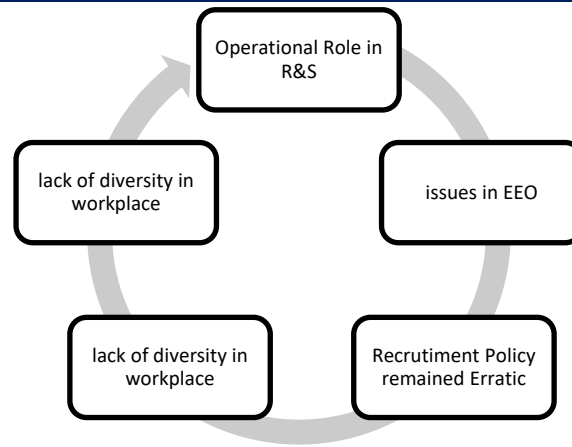 Operational Role in
R&S
issues in EEO
Recrutiment Policy
remained Erratic
lack of diversity in
workplace
lack of diversity in
workplace